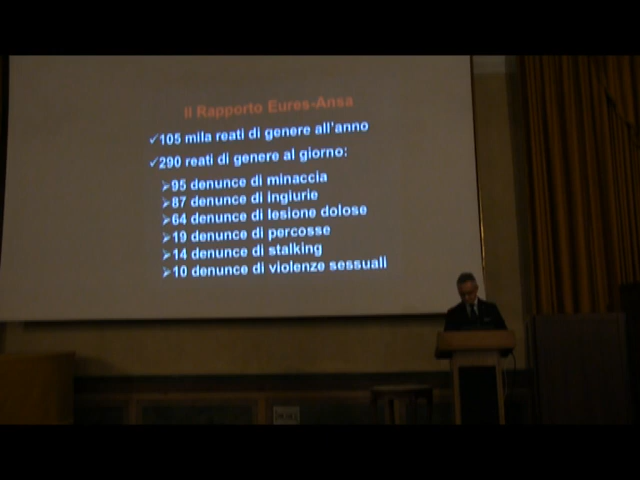 Il Rapporto Eures-Ansa
✓105 mila reati di genere all'anno
✓290 reati di genere al giorno:
➢95 denunce di minaccia
➢87 denunce di Ingiurie
➢64 denunce di lesione dolose
➢19 denunce di percosse
➢14 denunce di stalking
➢10 denunce di violenze sessuali